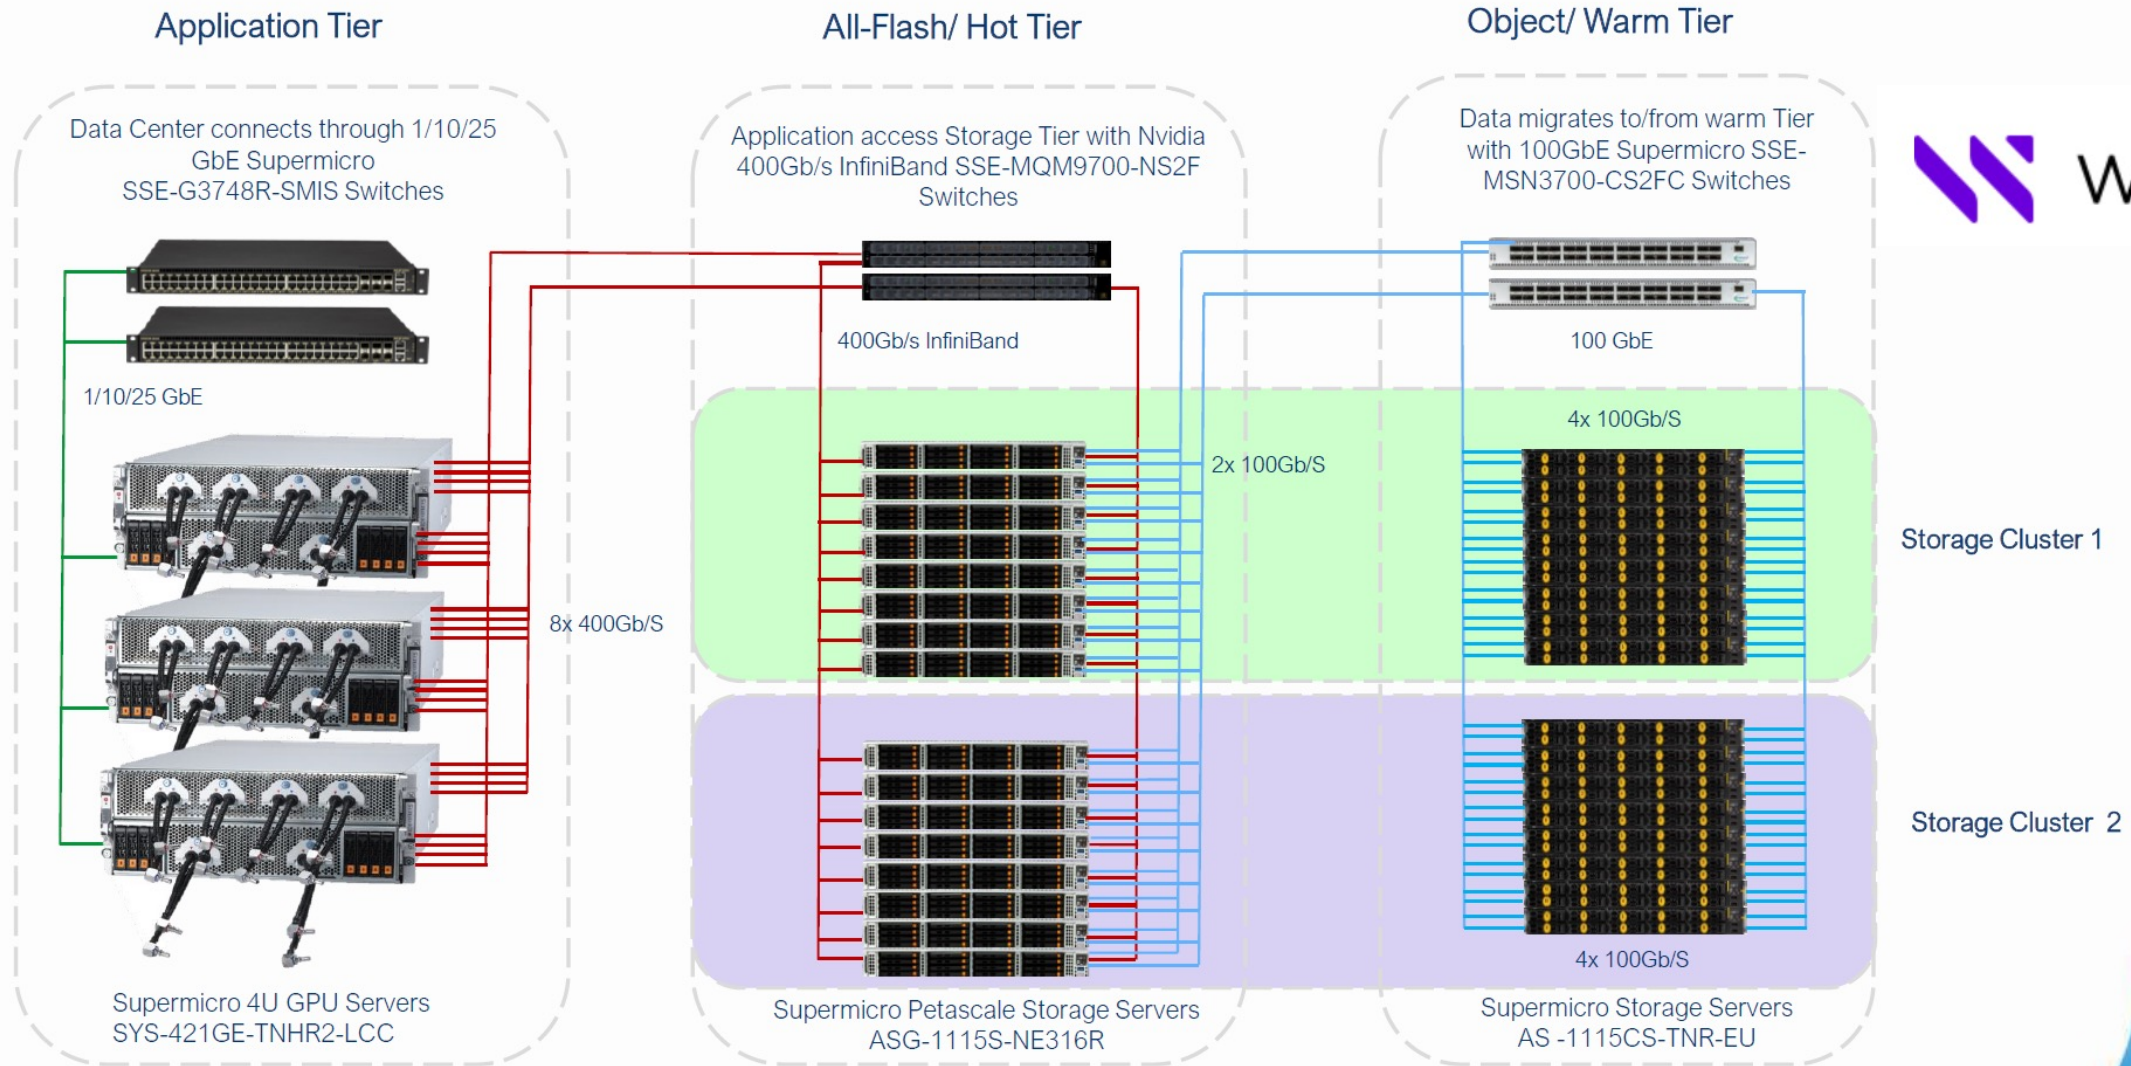 Application Tier
All-Flash/ Hot Tier
Object/ Warm Tier
Data Center connects through 1/10/25
GbE Supermicro
SSE-G3748R-SMIS Switches
1/10/25 GbE
8x 400Gb/S
Supermicro 4U GPU Servers
SYS-421GE-TNHR2-LCC
Application access Storage Tier with Nvidia
400Gb/s InfiniBand SSE-MQM9700-NS2F
Switches
400Gb/s InfiniBand
2x 100Gb/S
Supermicro Petascale Storage Servers
ASG-1115S-NE316R
Data migrates to/from warm Tier
with 100GbE Supermicro SSE-
MSN3700-CS2FC Switches
100 GbE
4x 100Gb/S
4x 100Gb/S
Supermicro Storage Servers
AS -1115CS-TNR-EU
W
Storage Cluster 1
Storage Cluster 2